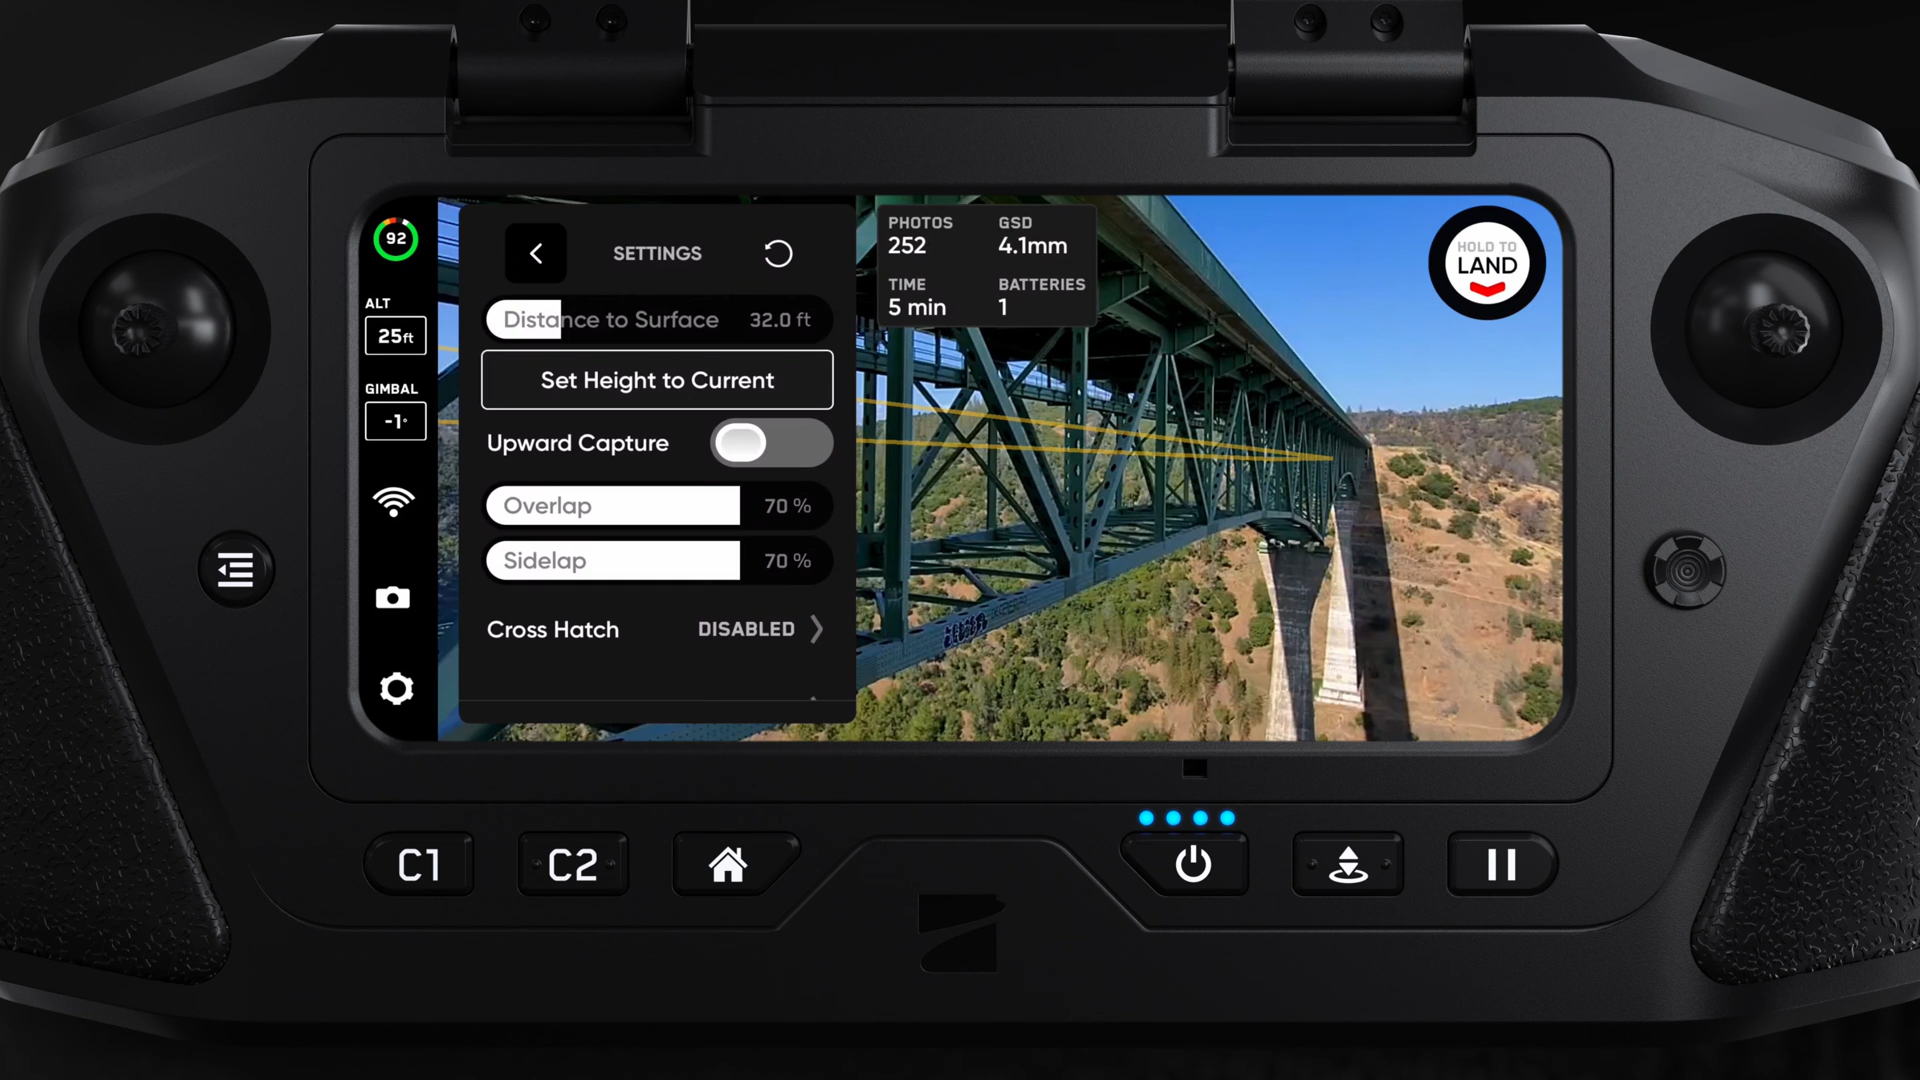 92
ALT
25ft
GIMBAL
-1°
SETTINGS
Distance to Surface 32.0 ft
Set Height to Current
Upward Capture
Overlap 70 %
Sidelap 70 %
Cross Hatch DISABLED
PHOTOS GSD
252 4.1mm
TIME BATTERIES
5 min 1
HOLD TO
LAND
C1 C2